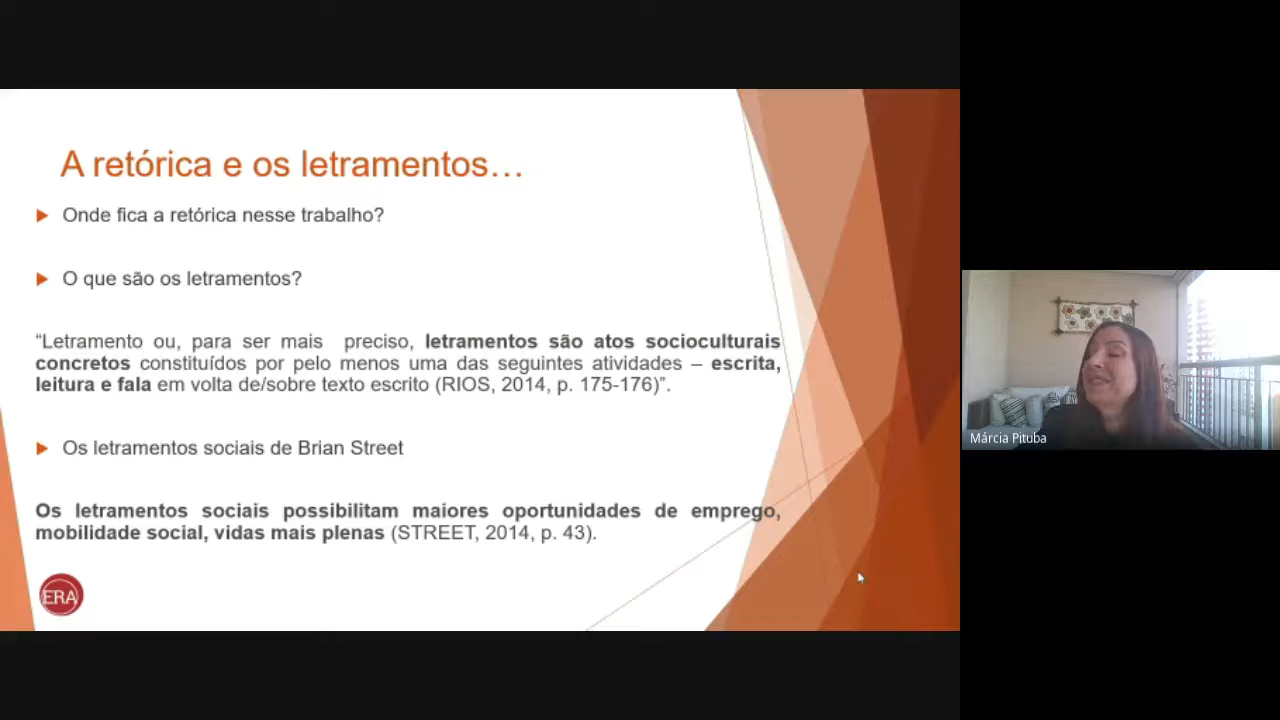 A retórica e os letramentos…
Onde fica a retórica nesse trabalho?
O que são os letramentos?
“Letramento ou, para ser mais preciso, letramentos são atos socioculturais
concretos constituídos por pelo menos uma das seguintes atividades – escrita,
leitura e fala em volta de/sobre texto escrito (RIOS, 2014, p. 175-176)”.
Os letramentos sociais de Brian Street
Os letramentos sociais possibilitam maiores oportunidades de emprego,
mobilidade social, vidas mais plenas (STREET, 2014, p. 43).
ERA
Márcia Pituba